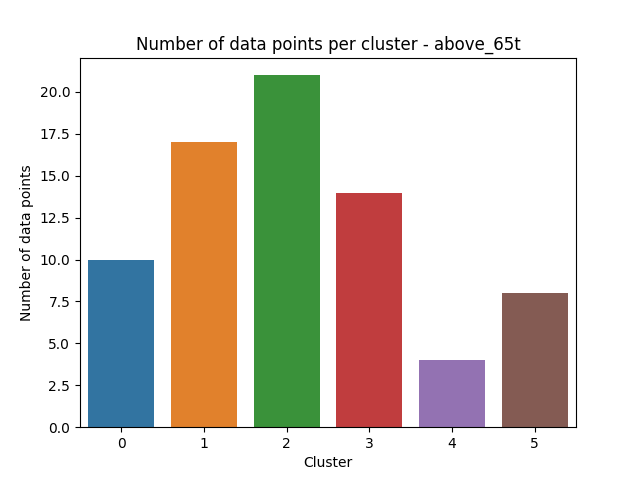 Number of data points per cluster - above_65t
20.0
17.5
15.0
12.5
10.0
7.5
5.0
2.5
0.0
Number of data points
0 1 2 3 4 5
Cluster